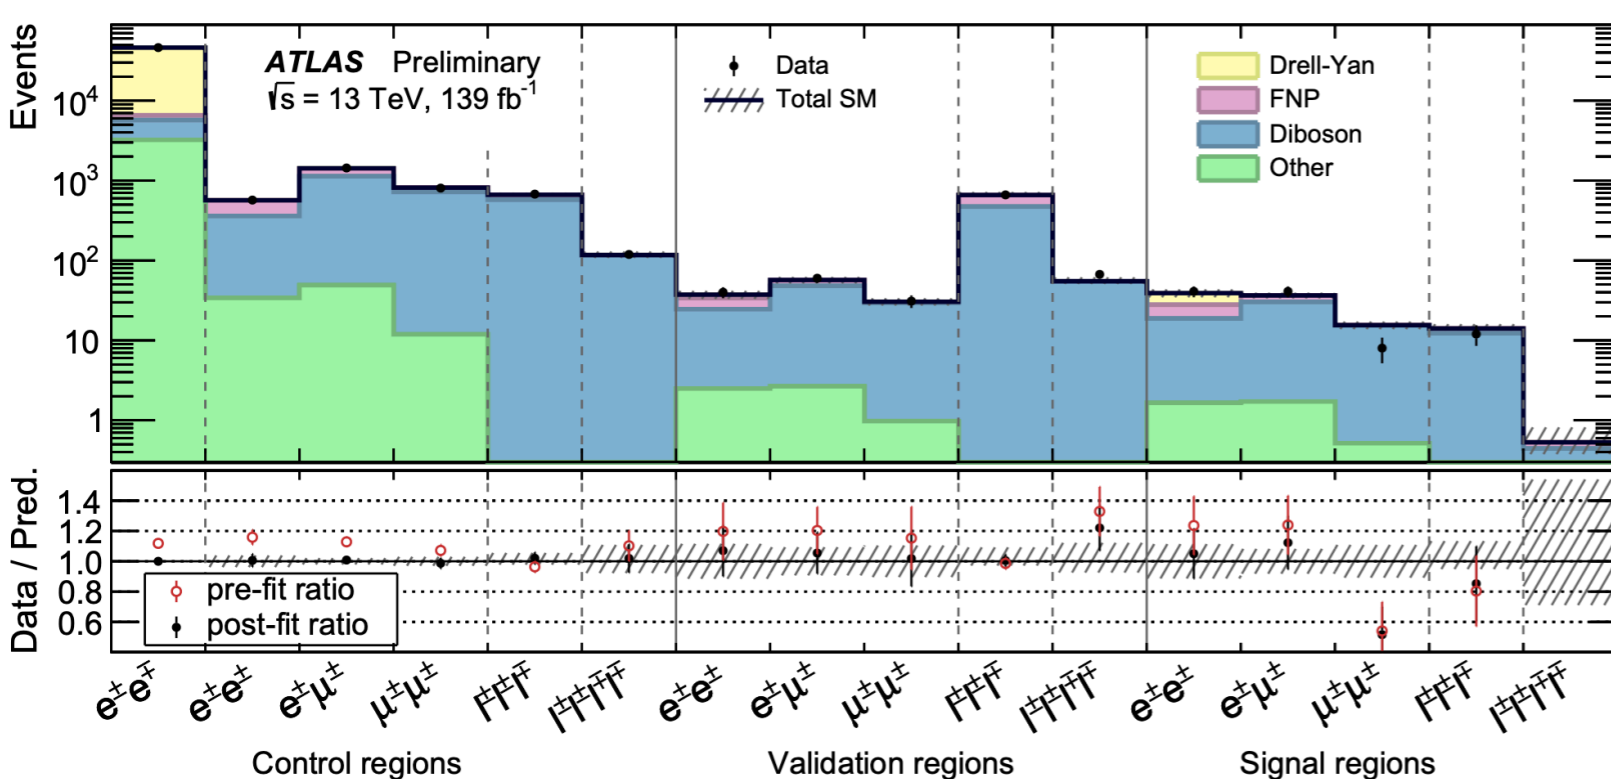 Events
10⁴
10³
10²
10
1
ATLAS Preliminary
√s = 13 TeV, 139 fb⁻¹
Data
Total SM
Drell-Yan
FNP
Diboson
Other
Data / Pred.
1.4
1.2
1.0
0.8
0.6
pre-fit ratio
post-fit ratio
e±e∓ e±e± e±μ± μ±μ± l±l±l∓ l±l±l∓l∓ e±e± e±μ± μ±μ± l±l±l∓ l±l±l∓l∓ e±e± e±μ± μ±μ± l±l±l∓ l±l±l∓l∓
Control regions Validation regions Signal regions